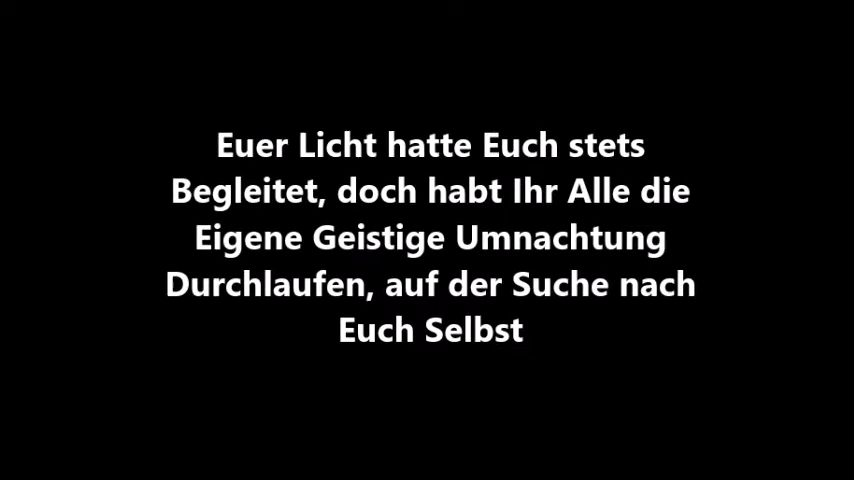 Euer Licht hatte Euch stets
Begleitet, doch habt Ihr Alle die
Eigene Geistige Umnachtung
Durchlaufen, auf der Suche nach
Euch Selbst